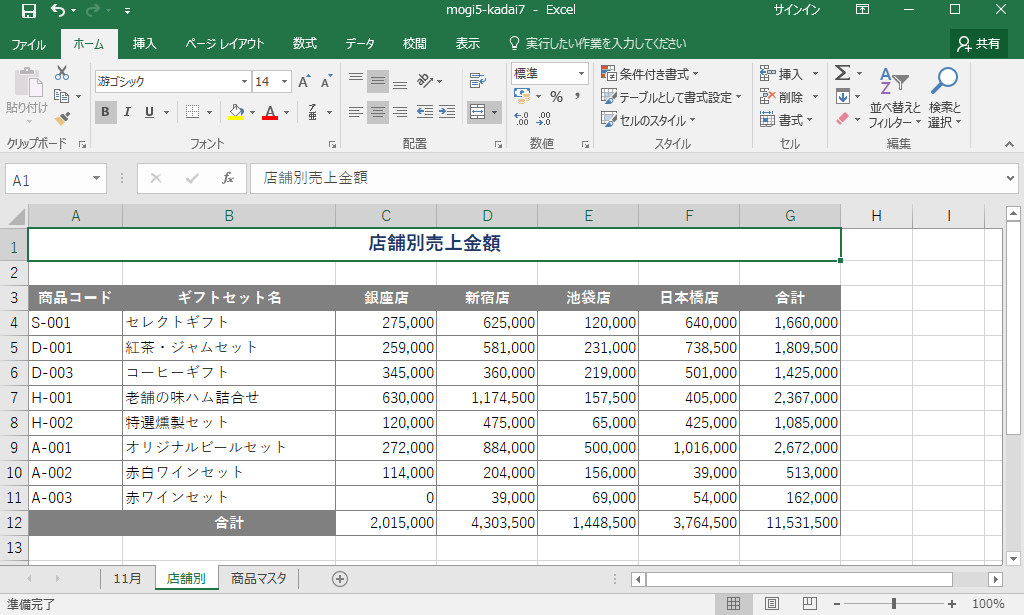 mogi5-kadai7 - Excel
サインイン
ファイル ホーム 挿入 ページ レイアウト 数式 データ 校閲 表示 実行したい作業を入力してください 共有
貼り付け
クリップボード
游ゴシック 14 A A
B I U A
フォント
配置
標準
% ,
数値
条件付き書式
テーブルとして書式設定
セルのスタイル
スタイル
挿入
削除
書式
セル
並べ替えと フィルター
検索と 選択
編集
A1 fx 店舗別売上金額
A B C D E F G H I
1 店舗別売上金額
2
3 商品コード ギフトセット名 銀座店 新宿店 池袋店 日本橋店 合計
4 S-001 セレクトギフト 275,000 625,000 120,000 640,000 1,660,000
5 D-001 紅茶・ジャムセット 259,000 581,000 231,000 738,500 1,809,500
6 D-003 コーヒーギフト 345,000 360,000 219,000 501,000 1,425,000
7 H-001 老舗の味ハム詰合せ 630,000 1,174,500 157,500 405,000 2,367,000
8 H-002 特選燻製セット 120,000 475,000 65,000 425,000 1,085,000
9 A-001 オリジナルビールセット 272,000 884,000 500,000 1,016,000 2,672,000
10 A-002 赤白ワインセット 114,000 204,000 156,000 39,000 513,000
11 A-003 赤ワインセット 0 39,000 69,000 54,000 162,000
12 合計 2,015,000 4,303,500 1,448,500 3,764,500 11,531,500
13
11月 店舗別 商品マスタ
準備完了 100%